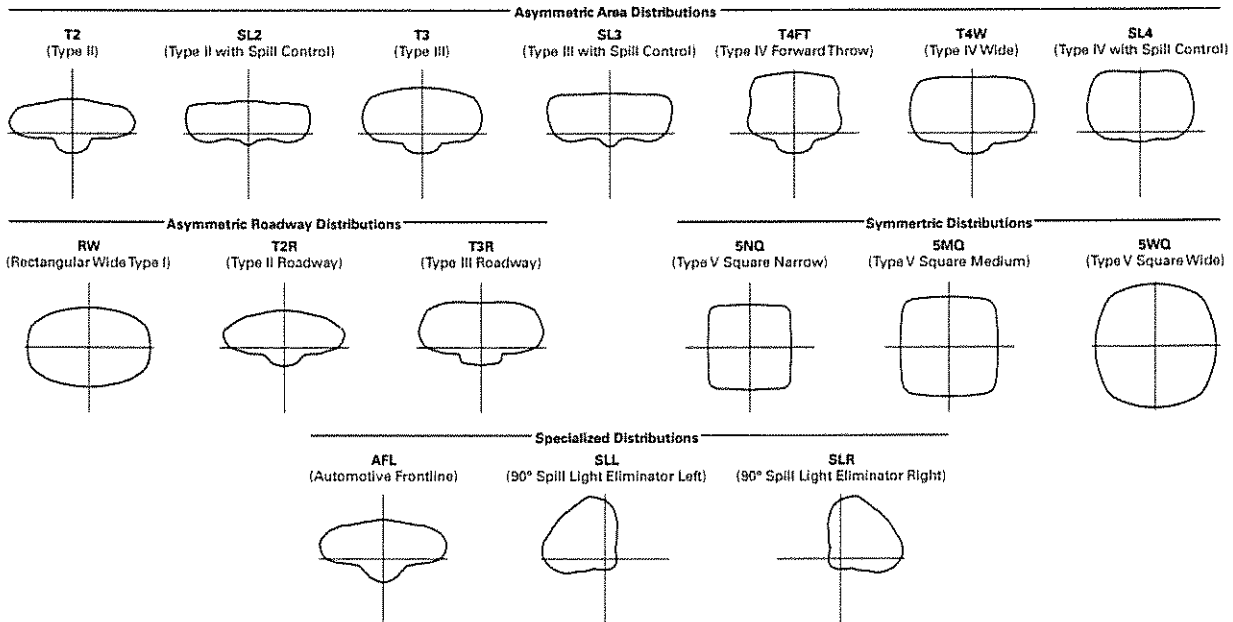 Asymmetric Area Distributions
T2
(Type II)
SL2
(Type II with Spill Control)
T3
(Type III)
SL3
(Type III with Spill Control)
T4FT
(Type IV Forward Throw)
T4W
(Type IV Wide)
SL4
(Type IV with Spill Control)
Asymmetric Roadway Distributions
RW
(Rectangular Wide Type I)
T2R
(Type II Roadway)
T3R
(Type III Roadway)
Symmertric Distributions
5NQ
(Type V Square Narrow)
5MQ
(Type V Square Medium)
5WQ
(Type V Square Wide)
Specialized Distributions
AFL
(Automotive Frontline)
SLL
(90° Spill Light Eliminator Left)
SLR
(90° Spill Light Eliminator Right)